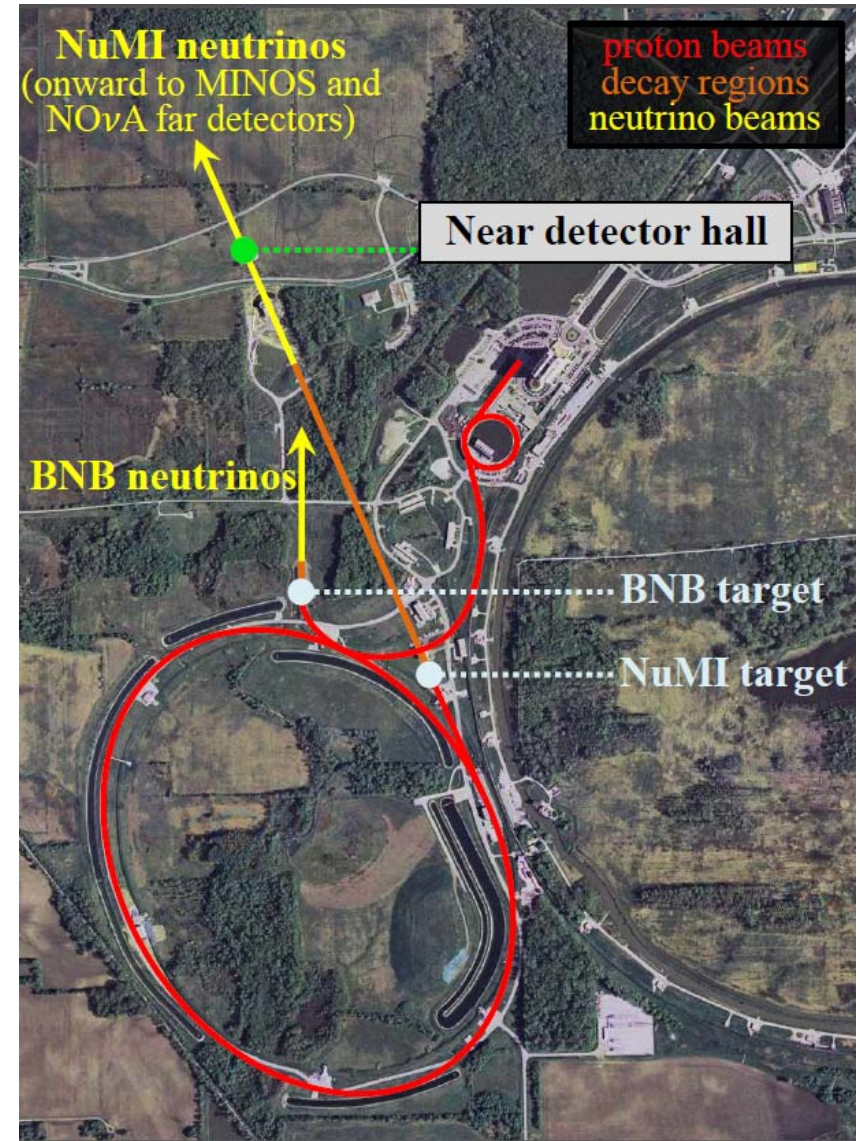 NuMI neutrinos
(onward to MINOS and
NOνA far detectors)
proton beams
decay regions
neutrino beams
Near detector hall
BNB neutrinos
BNB target
NuMI target